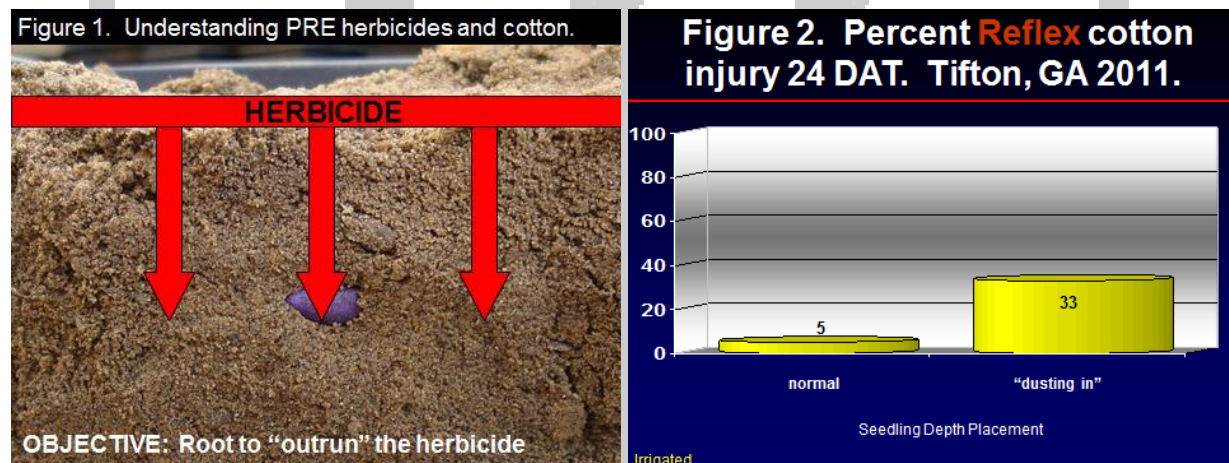 Figure 1. Understanding PRE herbicides and cotton.
HERBICIDE
OBJECTIVE: Root to “outrun” the herbicide
Figure 2. Percent Reflex cotton
injury 24 DAT. Tifton, GA 2011.
100
80
60
40
20
0
5
33
normal “dusting in”
Seedling Depth Placement
Irrigated